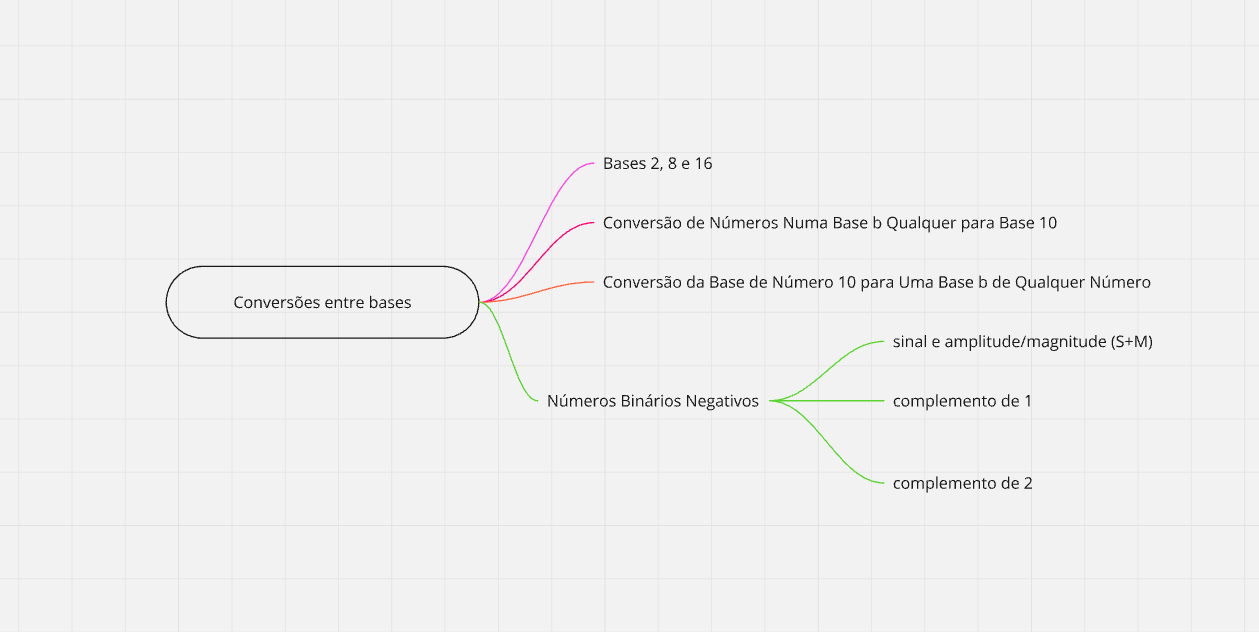 Conversões entre bases
Bases 2, 8 e 16
Conversão de Números Numa Base b Qualquer para Base 10
Conversão da Base de Número 10 para Uma Base b de Qualquer Número
Números Binários Negativos
sinal e amplitude/magnitude (S+M)
complemento de 1
complemento de 2